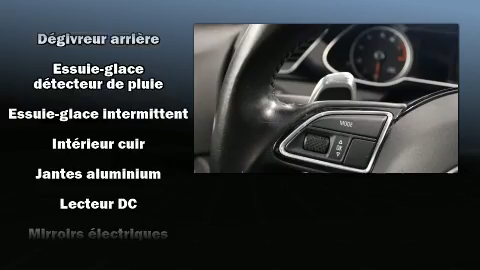 Dégivreur arrière
Essuie-glace
détecteur de pluie
Essuie-glace intermittent
Intérieur cuir
Jantes aluminium
Lecteur DC
Mirroirs électriques
MODE